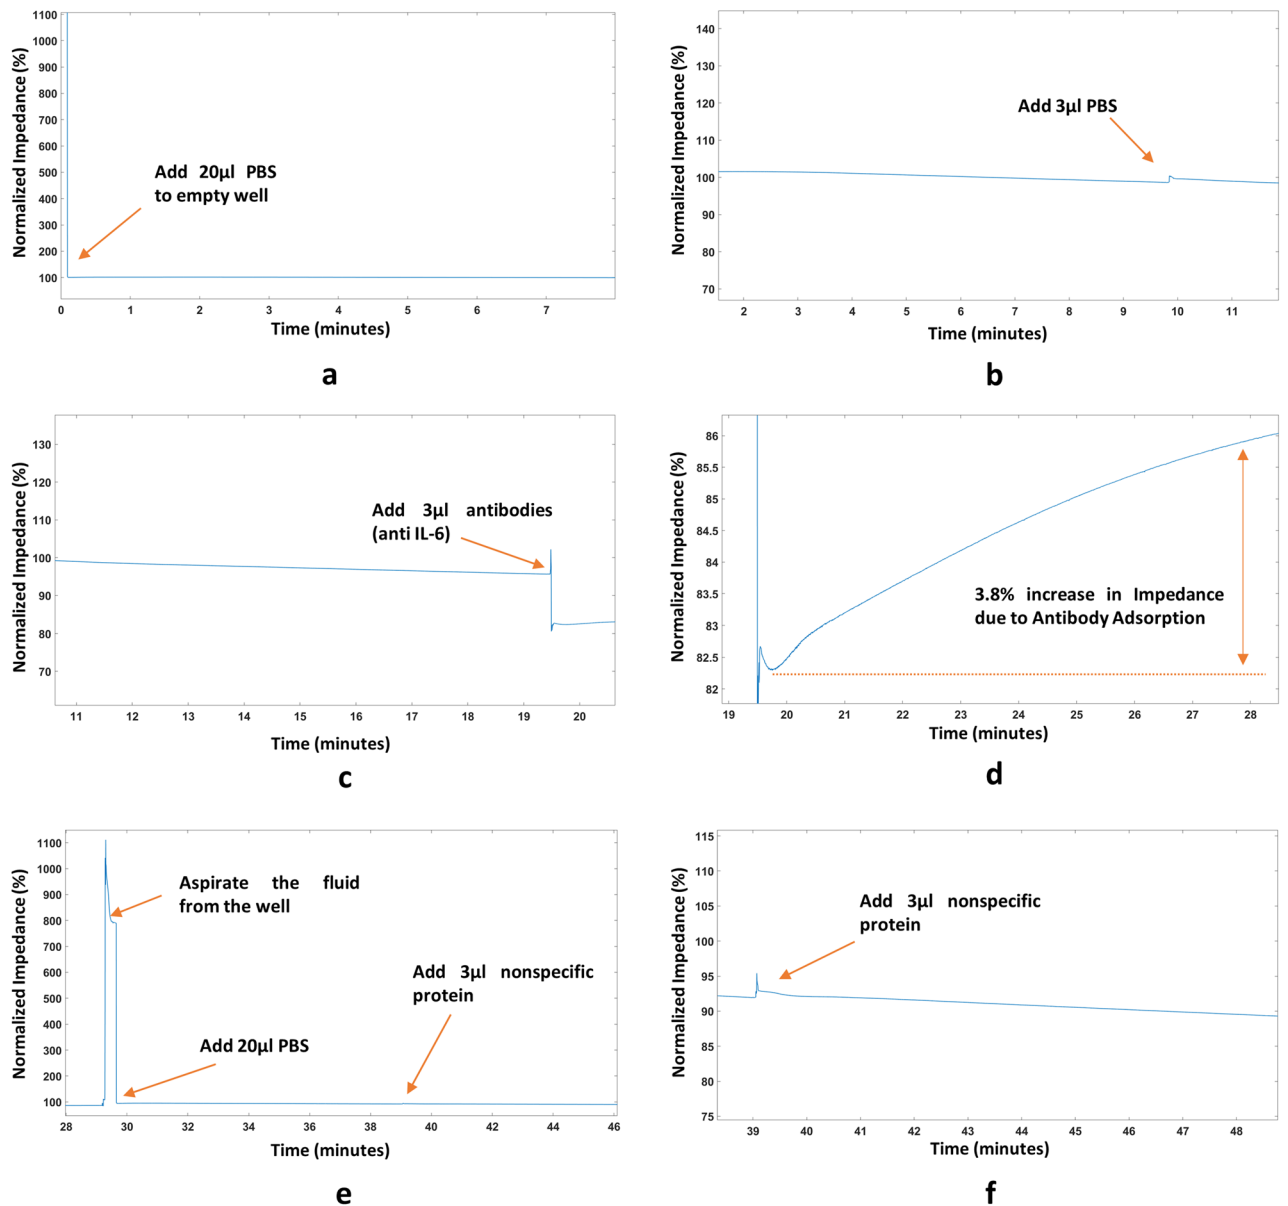 Normalized Impedance (%)
1100
1000
900
800
700
600
500
400
300
200
100
Add 20μl PBS
to empty well
0 1 2 3 4 5 6 7
Time (minutes)
a
Normalized Impedance (%)
140
130
120
110
100
90
80
70
Add 3μl PBS
2 3 4 5 6 7 8 9 10 11
Time (minutes)
b
Normalized Impedance (%)
130
120
110
100
90
80
70
Add 3μl antibodies
(anti IL-6)
11 12 13 14 15 16 17 18 19 20
Time (minutes)
c
Normalized Impedance (%)
86
85.5
85
84.5
84
83.5
83
82.5
82
3.8% increase in Impedance
due to Antibody Adsorption
19 20 21 22 23 24 25 26 27 28
Time (minutes)
d
Normalized Impedance (%)
1100
1000
900
800
700
600
500
400
300
200
100
Aspirate the fluid
from the well
Add 3μl nonspecific
protein
Add 20μl PBS
28 30 32 34 36 38 40 42 44 46
Time (minutes)
e
Normalized Impedance (%)
115
110
105
100
95
90
85
80
75
Add 3μl nonspecific
protein
39 40 41 42 43 44 45 46 47 48
Time (minutes)
f